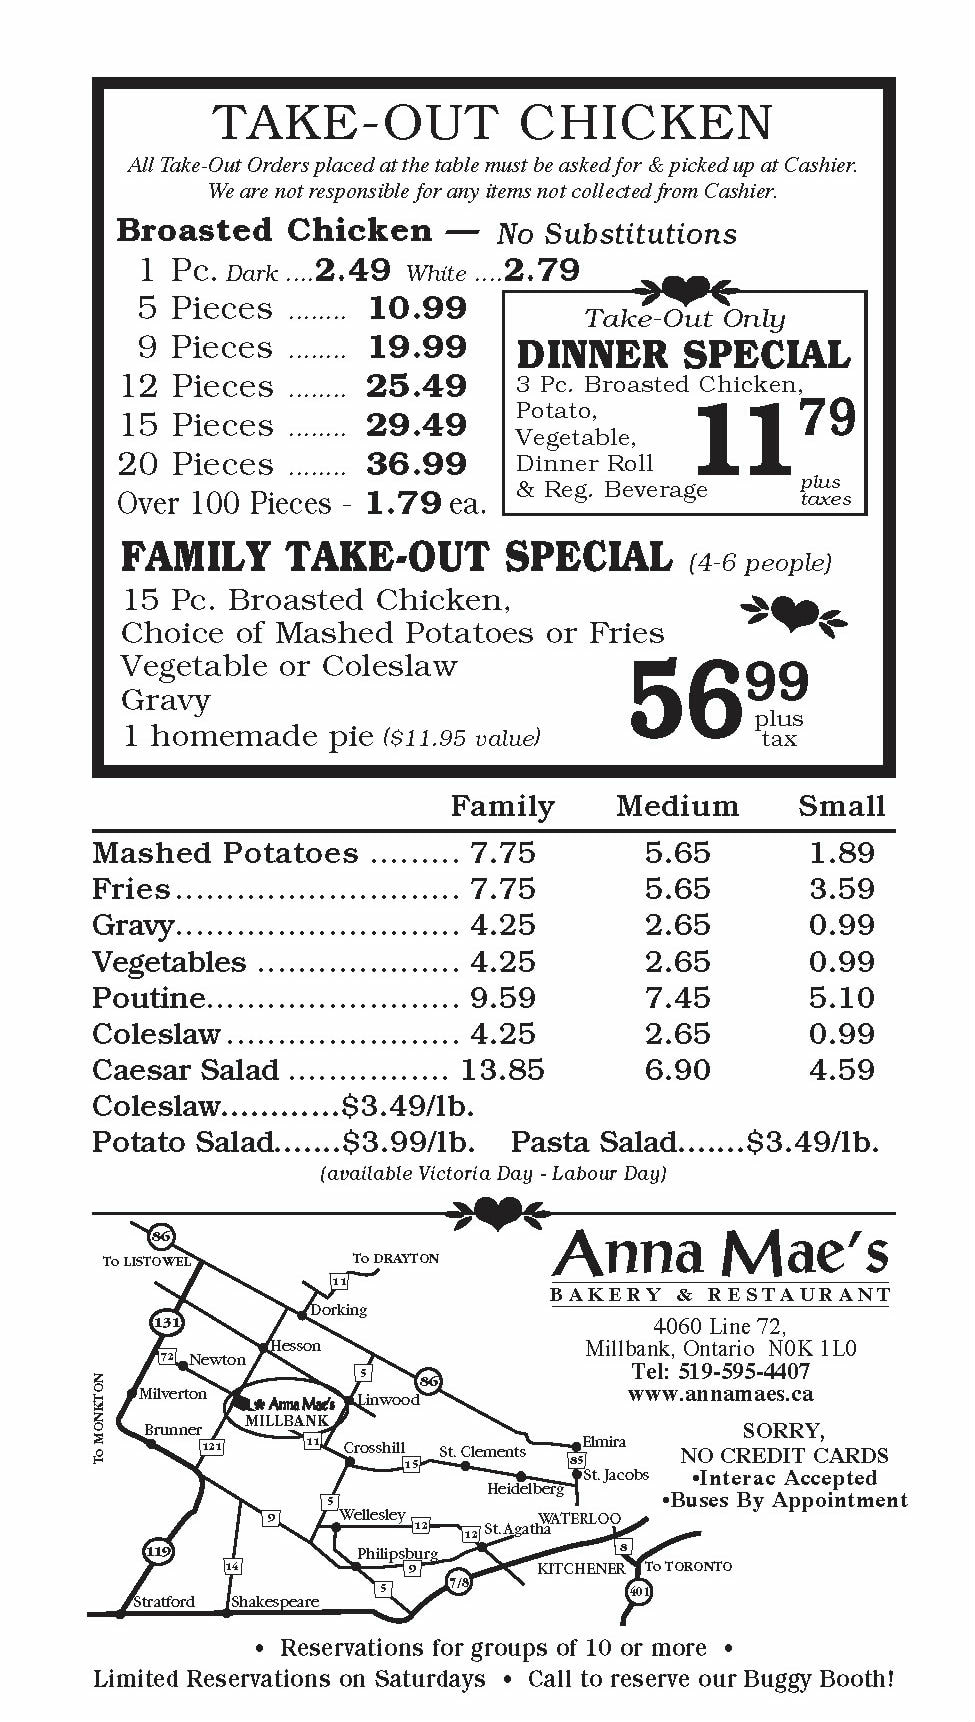 TAKE-OUT CHICKEN
All Take-Out Orders placed at the table must be asked for & picked up at Cashier.
We are not responsible for any items not collected from Cashier.
Broasted Chicken — No Substitutions
1 Pc. Dark ....2.49 White ....2.79
5 Pieces ........ 10.99
9 Pieces ........ 19.99
12 Pieces ........ 25.49
15 Pieces ........ 29.49
20 Pieces ........ 36.99
Over 100 Pieces - 1.79 ea.
Take-Out Only
DINNER SPECIAL
3 Pc. Broasted Chicken,
Potato,
Vegetable,
Dinner Roll
& Reg. Beverage
11 79
plus
taxes
FAMILY TAKE-OUT SPECIAL (4-6 people)
15 Pc. Broasted Chicken,
Choice of Mashed Potatoes or Fries
Vegetable or Coleslaw
Gravy
1 homemade pie ($11.95 value)
56 99
plus
tax
Family Medium Small
Mashed Potatoes ......... 7.75 5.65 1.89
Fries............................ 7.75 5.65 3.59
Gravy............................ 4.25 2.65 0.99
Vegetables .................... 4.25 2.65 0.99
Poutine......................... 9.59 7.45 5.10
Coleslaw....................... 4.25 2.65 0.99
Caesar Salad ................ 13.85 6.90 4.59
Coleslaw............$3.49/lb.
Potato Salad.......$3.99/lb. Pasta Salad.......$3.49/lb.
(available Victoria Day - Labour Day)
86
To LISTOWEL
To DRAYTON
11
Dorking
131
Hesson
72
Newton
5
86
To MONKTON
Milverton
Anna Mae's
MILLBANK
Linwood
Brunner
121
11
Crosshill
15
St. Clements
Elmira
85
St. Jacobs
Heidelberg
5
9
Wellesley
12
12
St. Agatha
WATERLOO
119
14
Philipsburg
9
8
KITCHENER
To TORONTO
5
7/8
401
Stratford
Shakespeare
Anna Mae's
BAKERY & RESTAURANT
4060 Line 72,
Millbank, Ontario N0K 1L0
Tel: 519-595-4407
www.annamaes.ca
SORRY,
NO CREDIT CARDS
•Interac Accepted
•Buses By Appointment
• Reservations for groups of 10 or more •
Limited Reservations on Saturdays • Call to reserve our Buggy Booth!